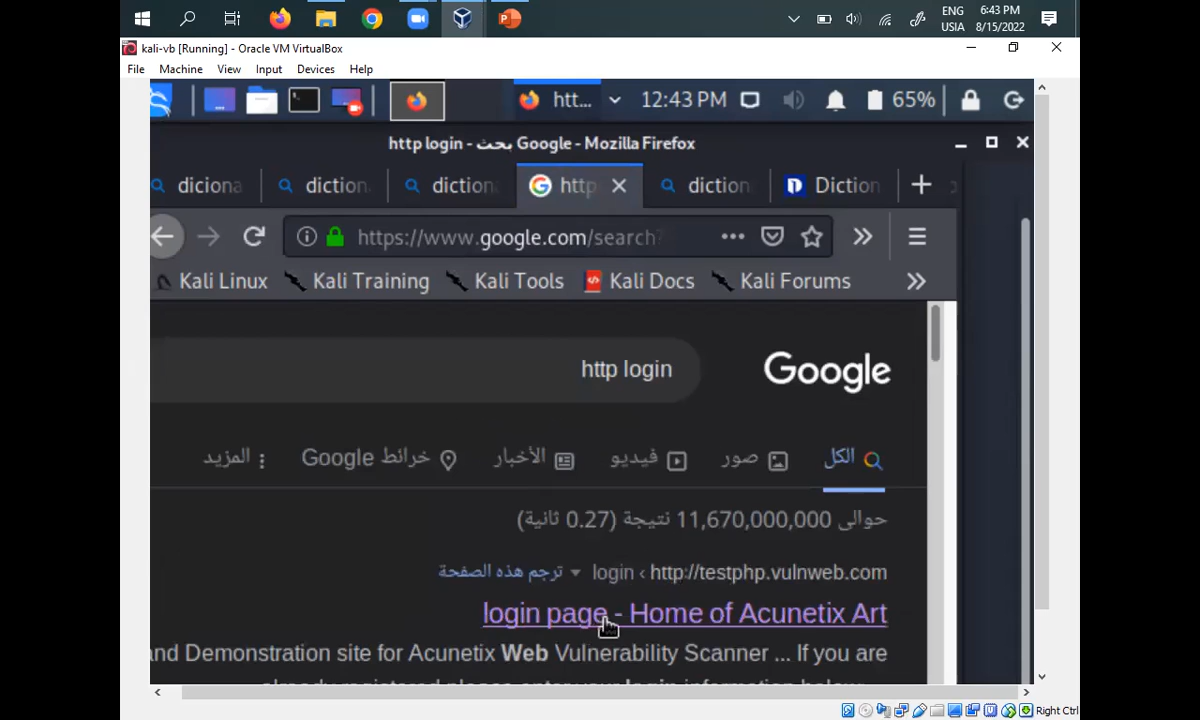 ENG
6:43 PM
USIA
8/15/2022
kali-vb [Running] - Oracle VM VirtualBox
File Machine View Input Devices Help
htt... 12:43 PM 65%
http login - بحث Google - Mozilla Firefox
diction diction http diction Diction
https://www.google.com/search?
Kali Linux Kali Training Kali Tools Kali Docs Kali Forums
http login
Google
الكل صور فيديو الأخبار خرائط Google المزيد
حوالى 11,670,000,000 نتيجة (0.27 ثانية)
http://testphp.vulnweb.com › login ترجم هذه الصفحة
login page - Home of Acunetix Art
Demonstration site for Acunetix Web Vulnerability Scanner ... If you are
Right Ctrl